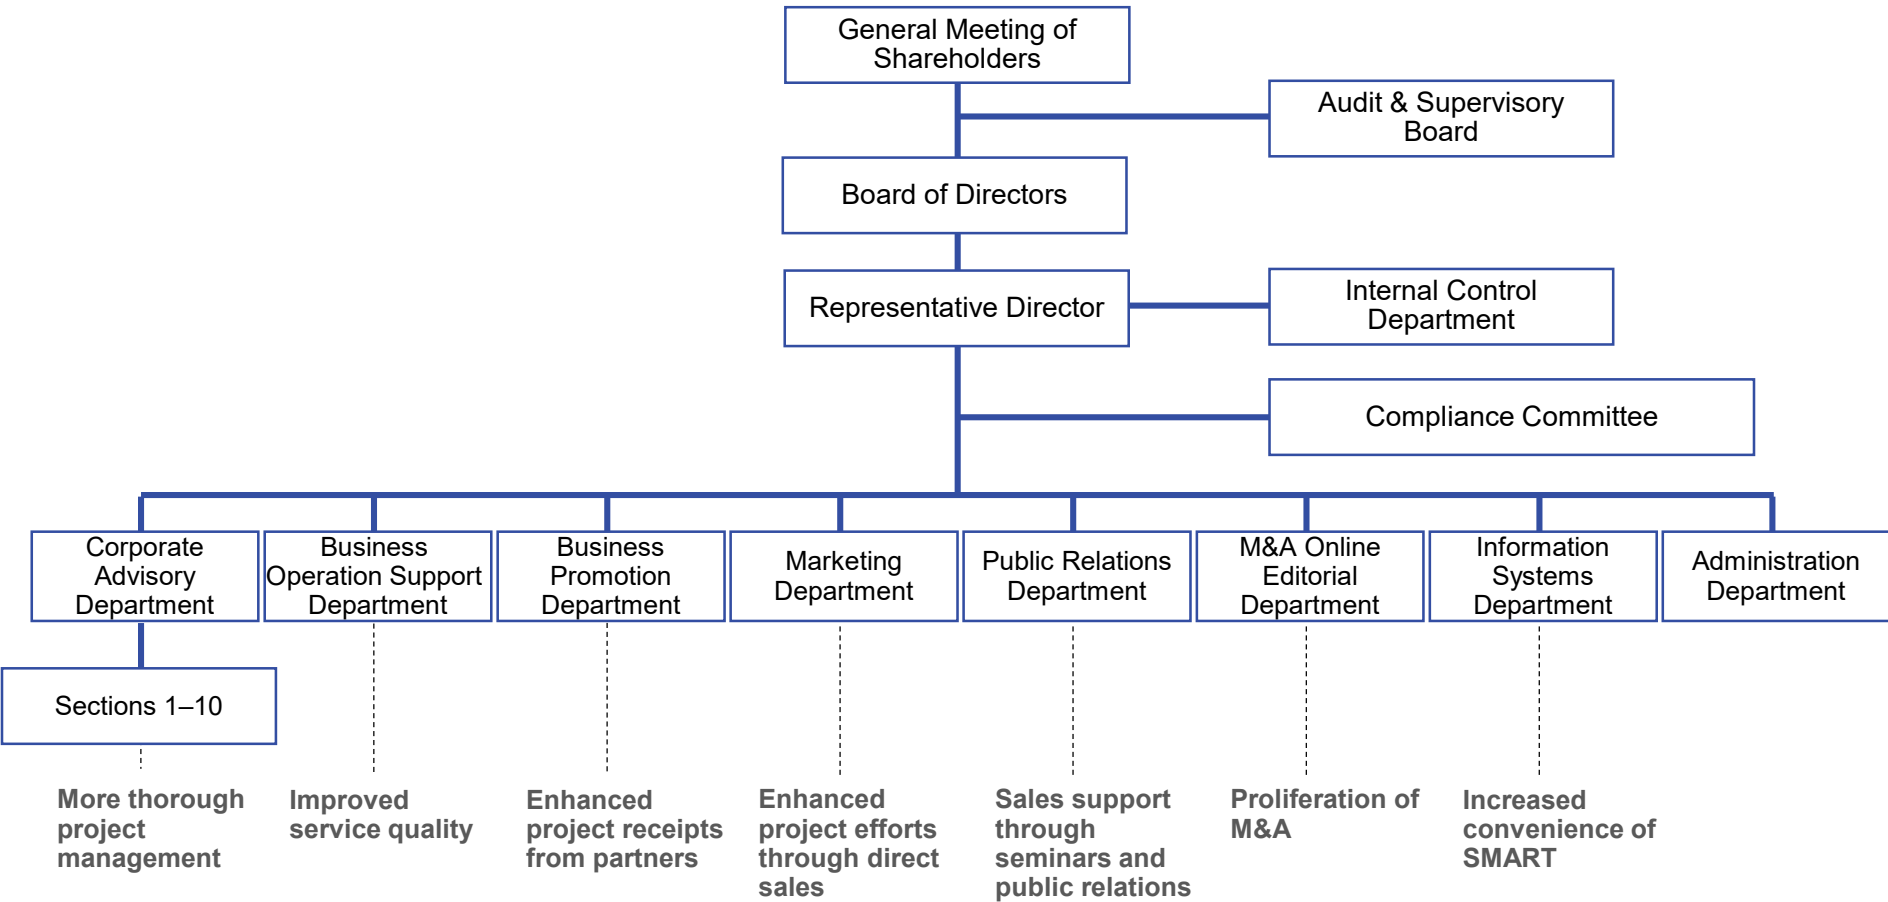 General Meeting of
Shareholders
Audit & Supervisory
Board
Board of Directors
Representative Director
Internal Control
Department
Compliance Committee
Corporate
Advisory
Department
Business
Operation Support
Department
Business
Promotion
Department
Marketing
Department
Public Relations
Department
M&A Online
Editorial
Department
Information
Systems
Department
Administration
Department
Sections 1–10
More thorough
project
management
Improved
service quality
Enhanced
project receipts
from partners
Enhanced
project efforts
through direct
sales
Sales support
through
seminars and
public relations
Proliferation of
M&A
Increased
convenience of
SMART